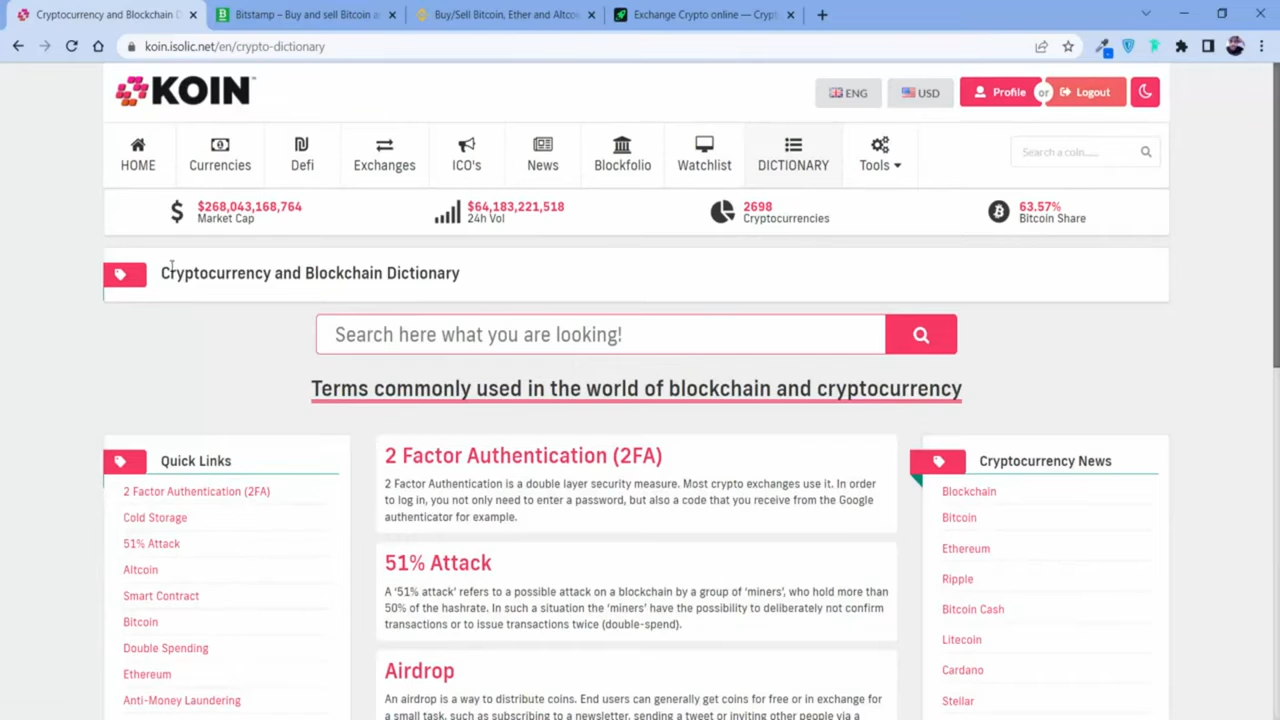 Cryptocurrency and Blockchain D
Bitstamp – Buy and sell Bitcoin a
Buy/Sell Bitcoin, Ether and Altco
Exchange Crypto online — Crypt
koin.isolic.net/en/crypto-dictionary
KOIN™
ENG
USD
Profile
or
Logout
HOME
Currencies
Defi
Exchanges
ICO's
News
Blockfolio
Watchlist
DICTIONARY
Tools
Search a coin.....
$268,043,168,764
Market Cap
$64,183,221,518
24h Vol
2698
Cryptocurrencies
63.57%
Bitcoin Share
Cryptocurrency and Blockchain Dictionary
Search here what you are looking!
Terms commonly used in the world of blockchain and cryptocurrency
Quick Links
2 Factor Authentication (2FA)
Cold Storage
51% Attack
Altcoin
Smart Contract
Bitcoin
Double Spending
Ethereum
Anti-Money Laundering
2 Factor Authentication (2FA)
2 Factor Authentication is a double layer security measure. Most crypto exchanges use it. In order
to log in, you not only need to enter a password, but also a code that you receive from the Google
authenticator for example.
51% Attack
A ‘51% attack’ refers to a possible attack on a blockchain by a group of ‘miners’, who hold more than
50% of the hashrate. In such a situation the ‘miners’ have the possibility to deliberately not confirm
transactions or to issue transactions twice (double-spend).
Airdrop
An airdrop is a way to distribute coins. End users can generally get coins for free or in exchange for
a small task, such as subscribing to a newsletter, sending a tweet or inviting other people via a
Cryptocurrency News
Blockchain
Bitcoin
Ethereum
Ripple
Bitcoin Cash
Litecoin
Cardano
Stellar